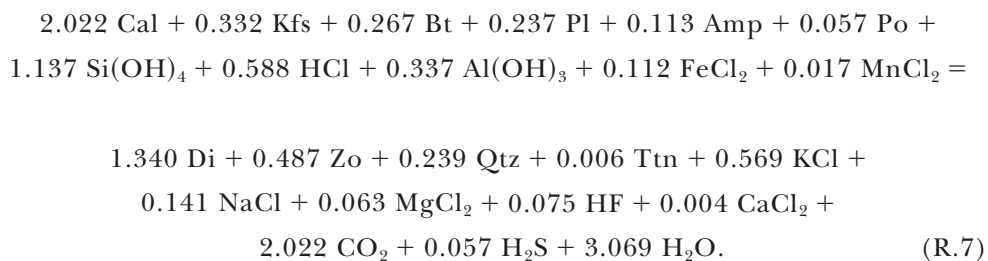 2.022 Cal + 0.332 Kfs + 0.267 Bt + 0.237 Pl + 0.113 Amp + 0.057 Po +
1.137 Si(OH)₄ + 0.588 HCl + 0.337 Al(OH)₃ + 0.112 FeCl₂ + 0.017 MnCl₂ =
1.340 Di + 0.487 Zo + 0.239 Qtz + 0.006 Ttn + 0.569 KCl +
0.141 NaCl + 0.063 MgCl₂ + 0.075 HF + 0.004 CaCl₂ +
2.022 CO₂ + 0.057 H₂S + 3.069 H₂O. (R.7)